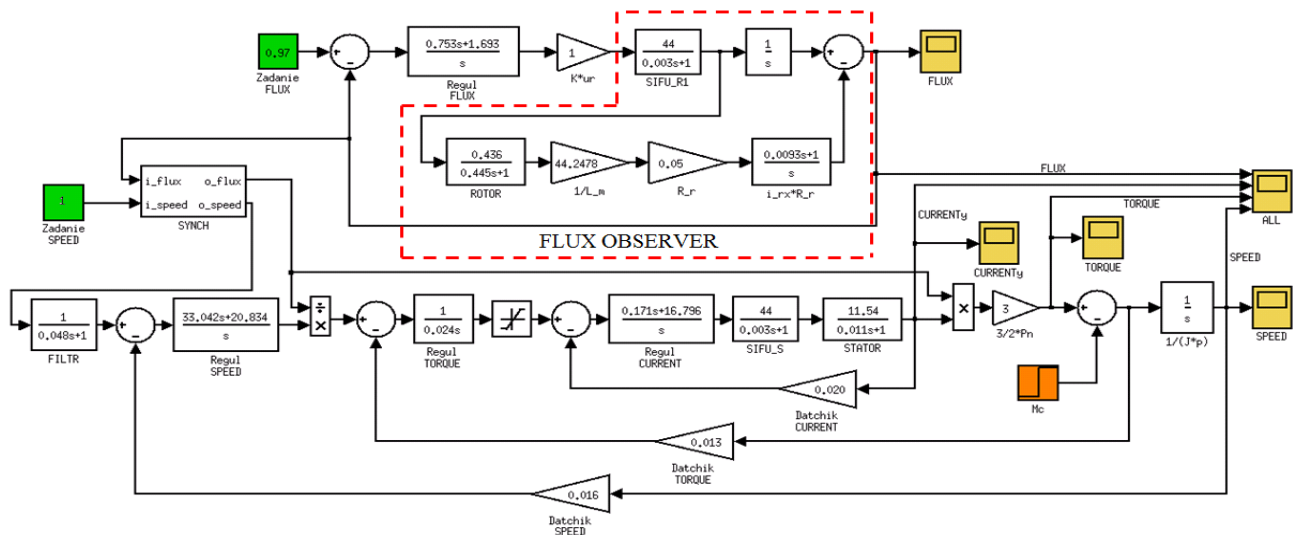 0.97
Zadanie
FLUX
+
-
0.753s+1.693
s
Regul
FLUX
1
K*ur
44
0.003s+1
SIFU_R1
1
s
+
-
FLUX
0.436
0.445s+1
ROTOR
44.2478
1/L_m
0.05
R_r
0.0093s+1
s
i_rx*R_r
FLUX OBSERVER
i_flux o_flux
i_speed o_speed
SYNCH
1
Zadanie
SPEED
FLUX
ALL
CURRENTy
CURRENTy
TORQUE
TORQUE
SPEED
1
0.048s+1
FILTR
+
-
33.042s+20.834
s
Regul
SPEED
÷
×
+
-
1
0.024s
Regul
TORQUE
+
-
0.171s+16.796
s
Regul
CURRENT
44
0.003s+1
SIFU_S
11.54
0.011s+1
STATOR
×
3
3/2*Pn
+
-
1
s
1/(J*p)
SPEED
Mc
0.020
Datchik
CURRENT
0.013
Datchik
TORQUE
0.016
Datchik
SPEED